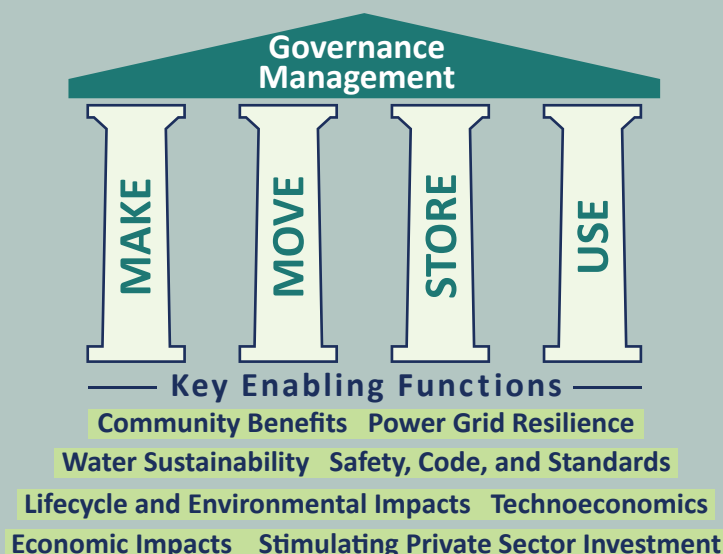 Governance
Management
MAKE
MOVE
STORE
USE
Key Enabling Functions
Community Benefits Power Grid Resilience
Water Sustainability Safety, Code, and Standards
Lifecycle and Environmental Impacts Technoeconomics
Economic Impacts Stimulating Private Sector Investment